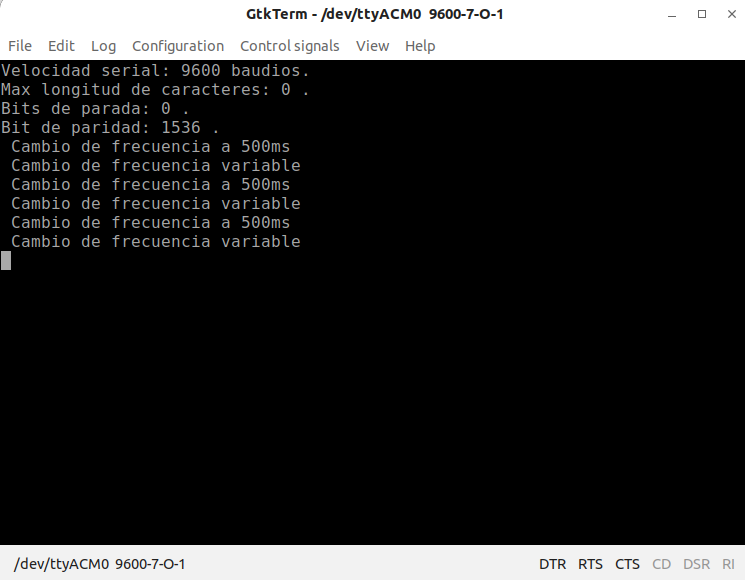 GtkTerm - /dev/ttyACM0 9600-7-O-1
File Edit Log Configuration Control signals View Help
Velocidad serial: 9600 baudios.
Max longitud de caracteres: 0 .
Bits de parada: 0 .
Bit de paridad: 1536 .
Cambio de frecuencia a 500ms
Cambio de frecuencia variable
Cambio de frecuencia a 500ms
Cambio de frecuencia variable
Cambio de frecuencia a 500ms
Cambio de frecuencia variable
/dev/ttyACM0 9600-7-O-1 DTR RTS CTS CD DSR RI